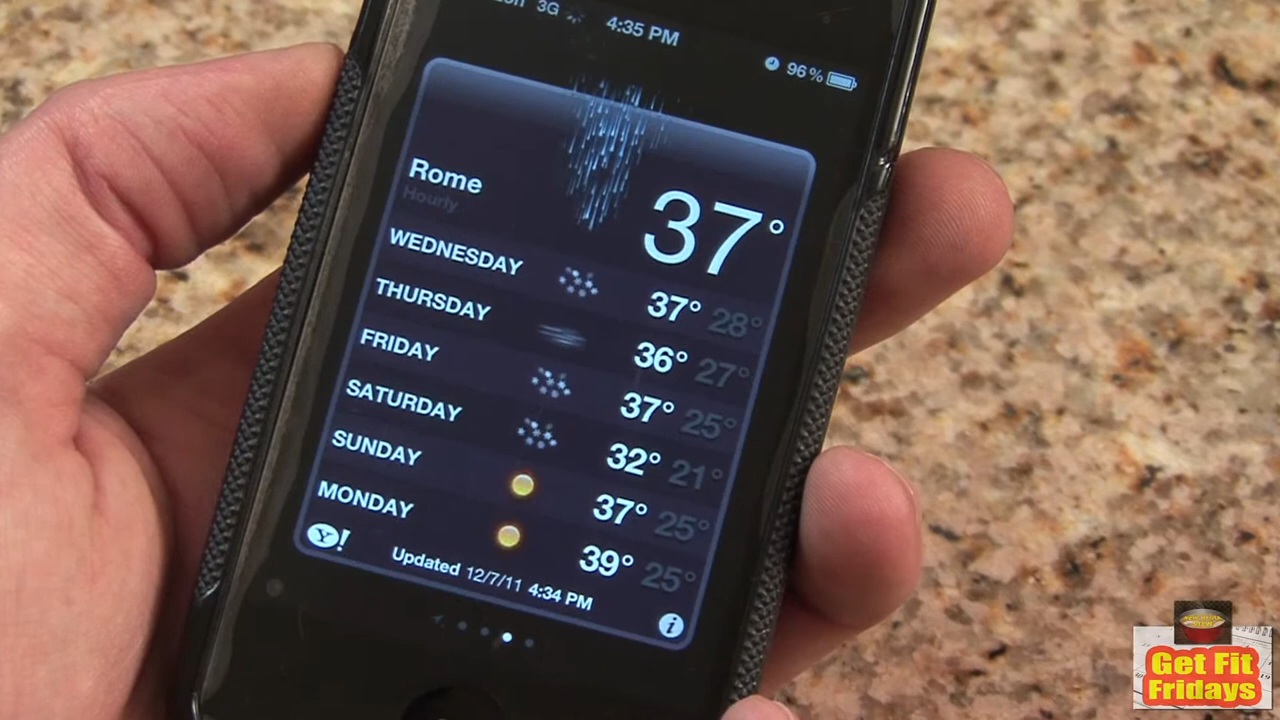 3G 4:35 PM 96%
Rome
Hourly
37°
WEDNESDAY 37° 28°
THURSDAY 36° 27°
FRIDAY 37° 25°
SATURDAY 32° 21°
SUNDAY 37° 25°
MONDAY 39° 25°
Y! Updated 12/7/11 4:34 PM i
Get Fit
Fridays